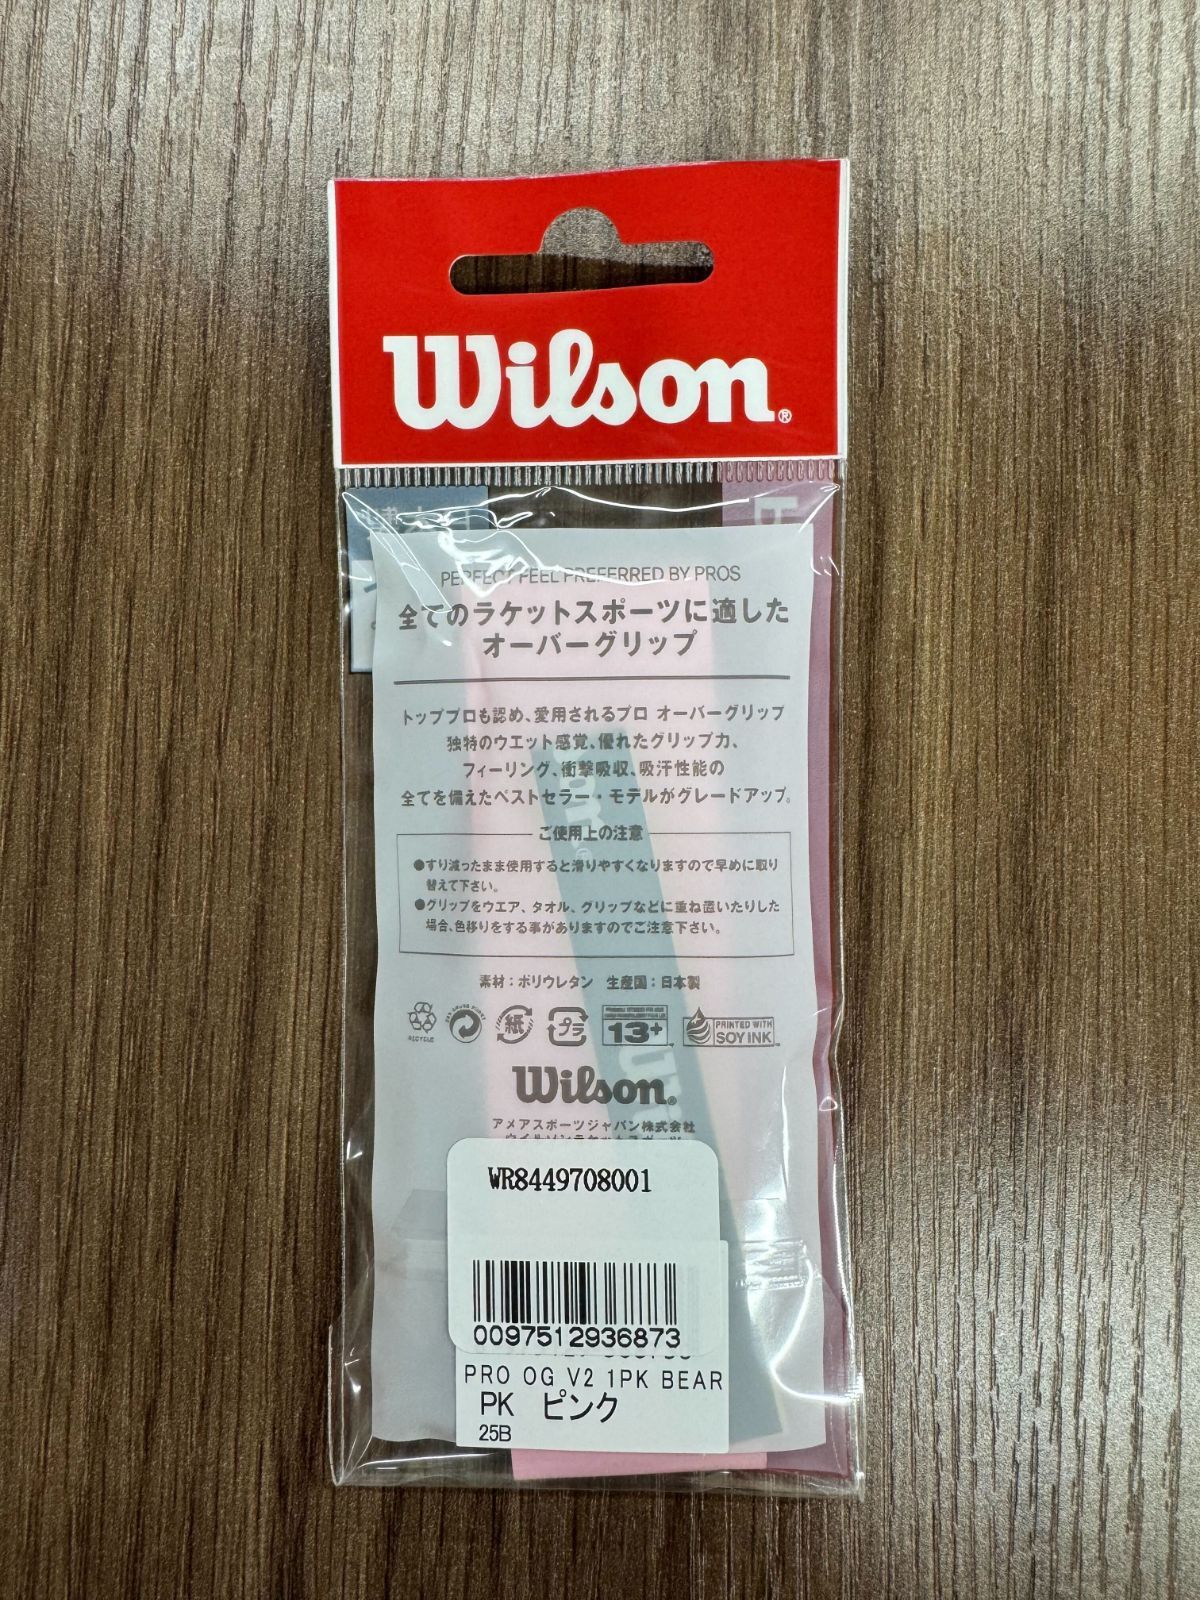 Wilson®
PERFECT FEEL PREFERRED BY PROS
全てのラケットスポーツに適した
オーバーグリップ
トッププロも認め、愛用されるプロ オーバーグリップ
独特のウエット感覚、優れたグリップ力、
フィーリング、衝撃吸収、吸汗性能の
全てを備えたベストセラー・モデルがグレードアップ。
ご使用上の注意
●すり減ったまま使用すると滑りやすくなりますので早めに取り
替えて下さい。
●グリップをウエア、タオル、グリップなどに重ね置いたりした
場合、色移りをする事がありますのでご注意下さい。
素材：ポリウレタン 生産国：日本製
RECYCLE
紙
プラ
13+
PRINTED WITH
SOY INK
Wilson®
アメアスポーツジャパン株式会社
ウイルソンラケットスポーツ
WR8449708001
0097512936873
PRO OG V2 1PK BEAR
PK ピンク
25B